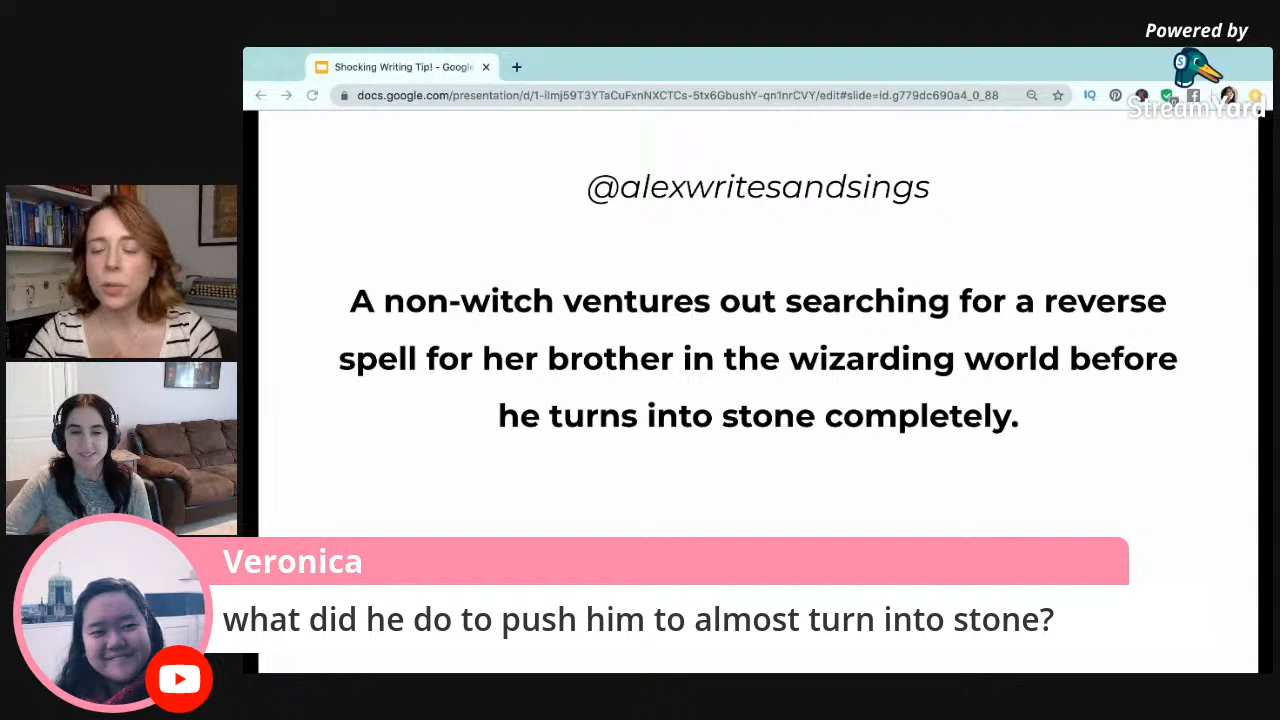 Powered by
StreamYard
Shocking Writing Tip! - Google
docs.google.com/presentation/d/1-iImj59T3YTaCuFxnNXCTCs-5tx6GbushY-qn1nrCVY/edit#slide=id.g779dc690a4_0_88
@alexwritesandsings
A non-witch ventures out searching for a reverse
spell for her brother in the wizarding world before
he turns into stone completely.
Veronica
what did he do to push him to almost turn into stone?